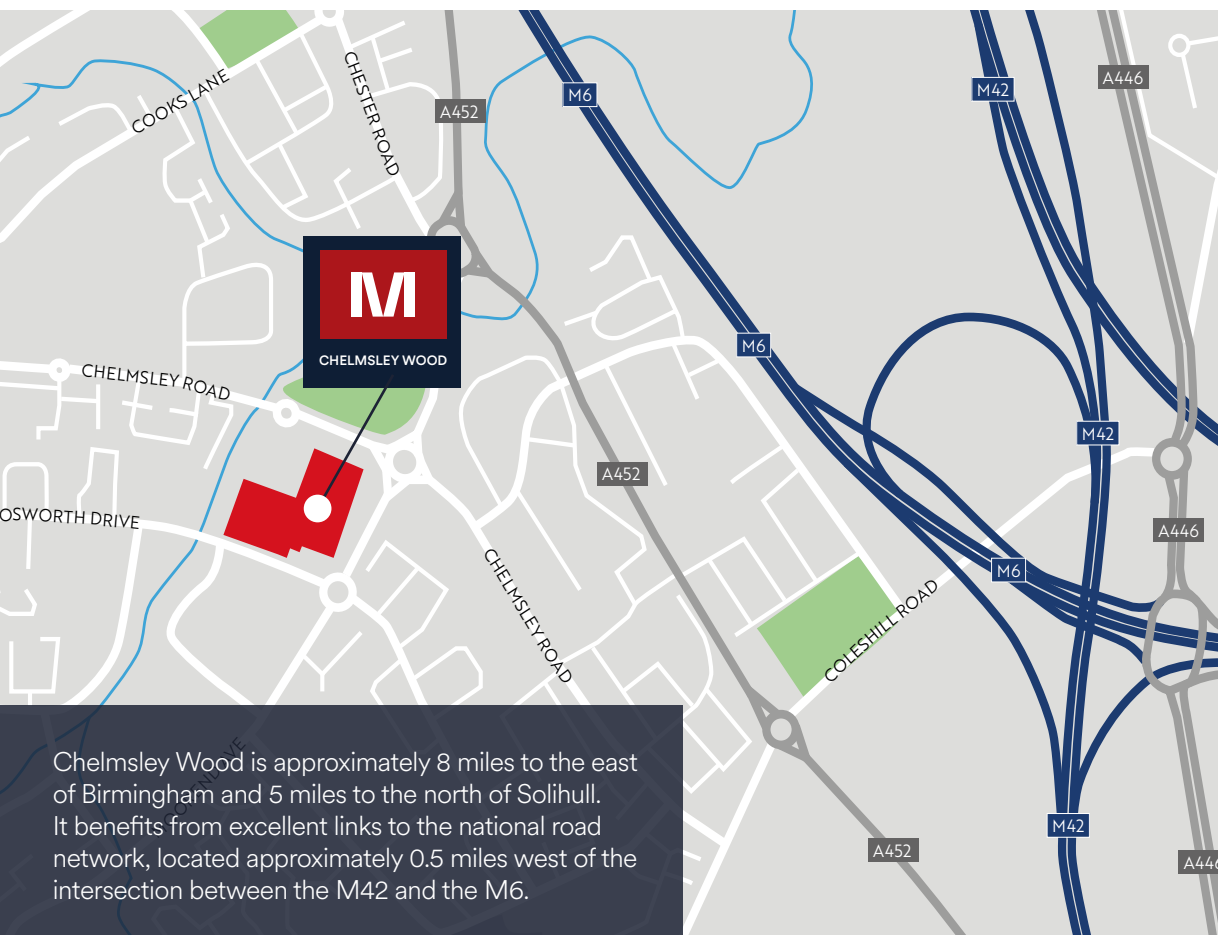 COOKS LANE
CHESTER ROAD
A452
M6
M42
A446
M
CHELMSLEY WOOD
CHELMSLEY ROAD
M6
M42
A452
OSWORTH DRIVE
A446
M6
CHELMSLEY ROAD
COLESHILL ROAD
M42
A452
A446
Chelmsley Wood is approximately 8 miles to the east
of Birmingham and 5 miles to the north of Solihull.
It benefits from excellent links to the national road
network, located approximately 0.5 miles west of the
intersection between the M42 and the M6.